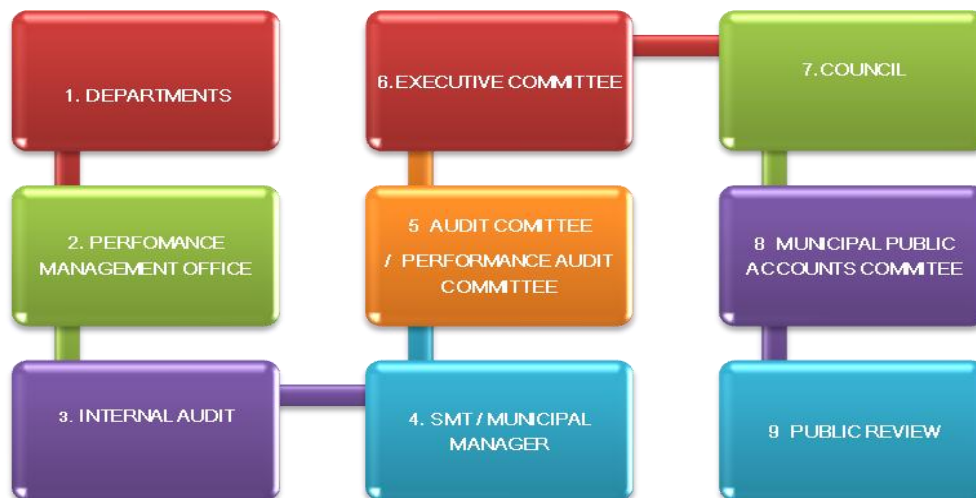 1. DEPARTMENTS
2. PERFOMANCE
MANAGEMENT OFFICE
3. INTERNAL AUDIT
4. SMT / MUNICIPAL
MANAGER
5 AUDIT COMITTEE
/ PERFORMANCE AUDIT
COMMITTEE
6.EXECUTIVE COMMITTEE
7.COUNCIL
8 MUNICIPAL PUBLIC
ACCOUNTS COMMITEE
9 PUBLIC REVIEW